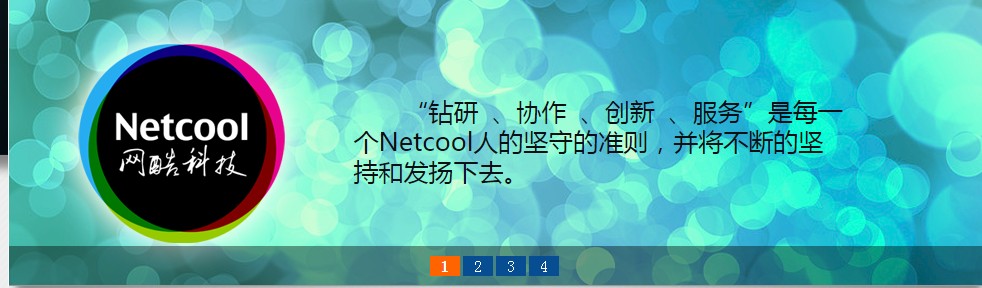 Netcool
网酷科技
“钻研 、协作 、创新 、服务”是每一
个Netcool人的坚守的准则，并将不断的坚
持和发扬下去。
1 2 3 4